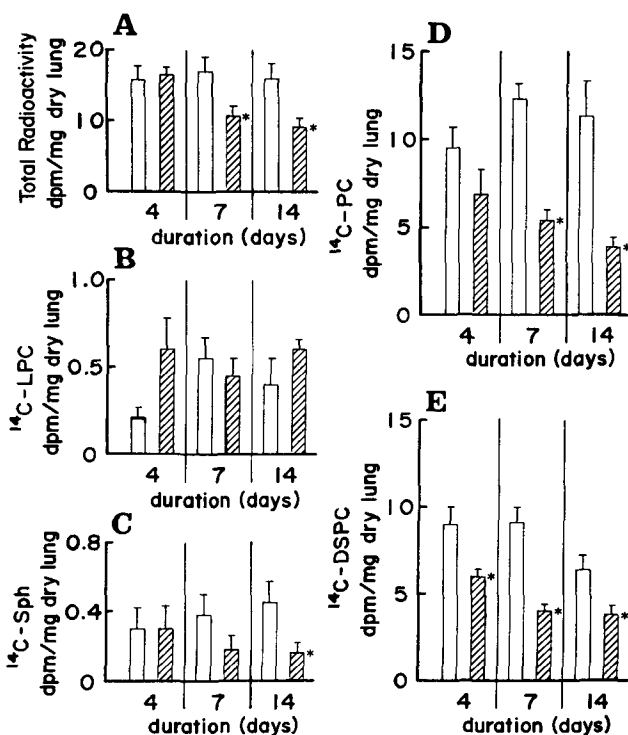 A
Total Radioactivity
dpm/mg dry lung
20
10
0
*
*
4 7 14
duration (days)
B
¹⁴C-LPC
dpm/mg dry lung
1.0
0.5
0
4 7 14
duration (days)
C
¹⁴C-Sph
dpm/mg dry lung
0.8
0.4
0
*
4 7 14
duration (days)
D
¹⁴C-PC
dpm/mg dry lung
15
10
5
0
*
*
4 7 14
duration (days)
E
¹⁴C-DSPC
dpm/mg dry lung
10
5
0
*
*
*
4 7 14
duration (days)